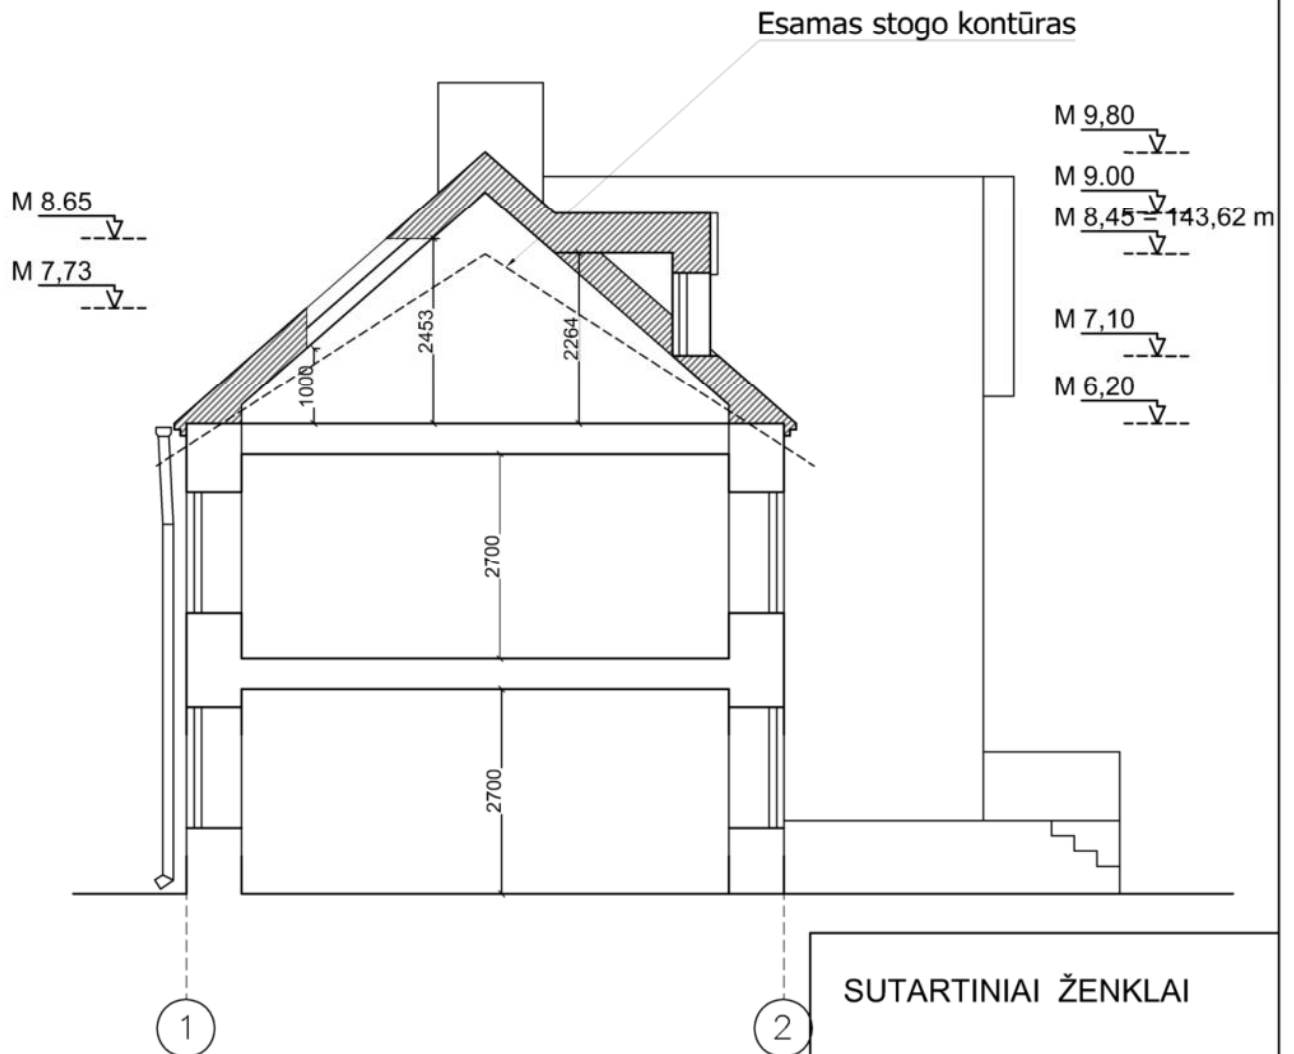 Esamas stogo kontūras
M 9,80
M 9.00
M 8,45 = 143,62 m
M 8.65
M 7,73
M 7,10
M 6,20
2453
2264
1000
2700
2700
1
2
SUTARTINIAI ŽENKLAI